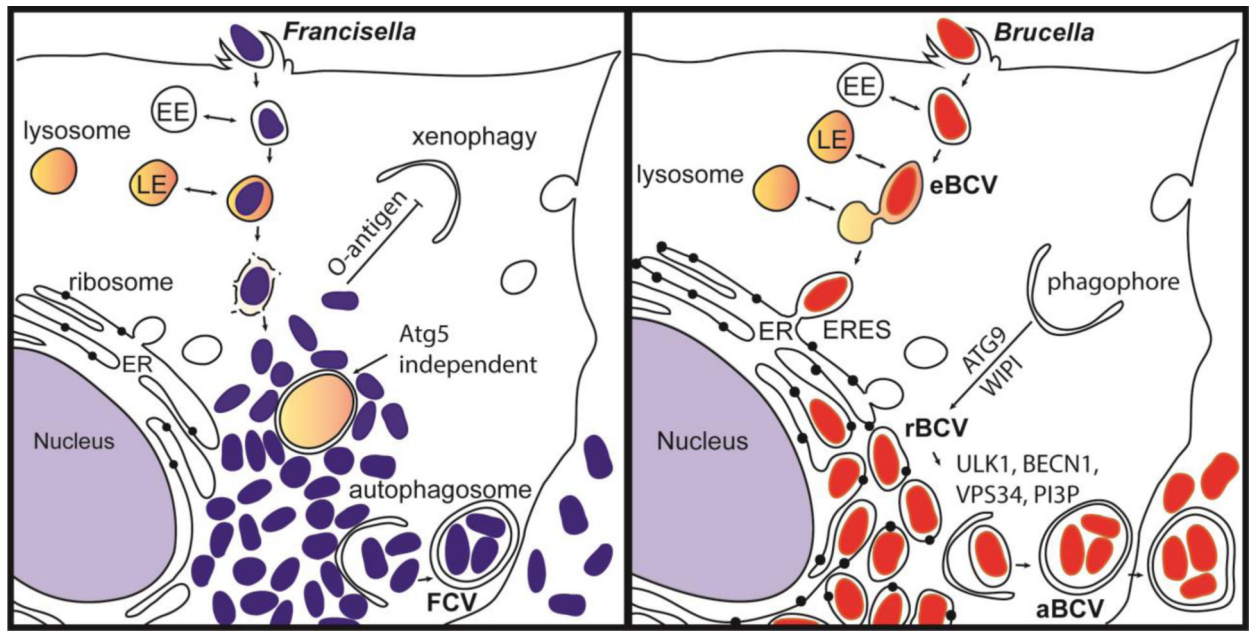 Francisella
EE
lysosome
LE
xenophagy
O-antigen
ribosome
ER
Atg5
independent
Nucleus
autophagosome
FCV
Brucella
EE
LE
lysosome
eBCV
phagophore
ER
ERES
ATG9
WIPI
rBCV
Nucleus
ULK1, BECN1,
VPS34, PI3P
aBCV